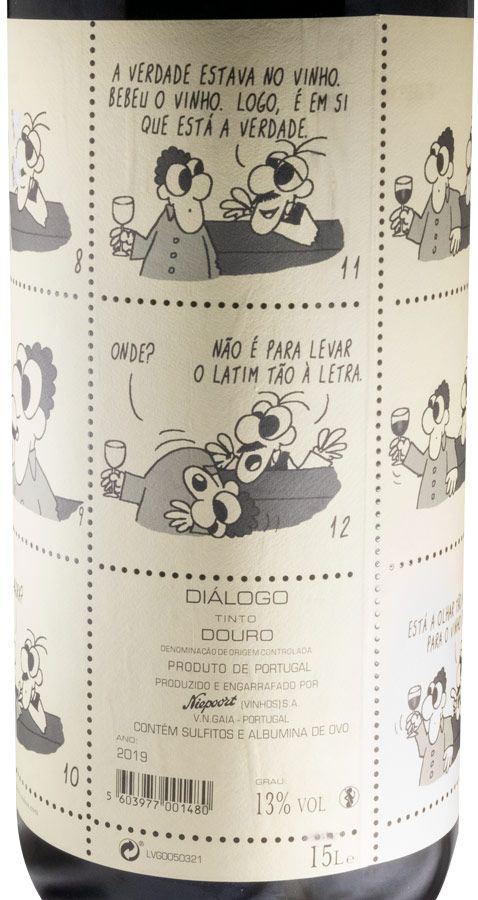 A VERDADE ESTAVA NO VINHO.
BEBEU O VINHO. LOGO, É EM SI
QUE ESTÁ A VERDADE.
8
11
ONDE?
NÃO É PARA LEVAR
O LATIM TÃO À LETRA.
9
12
ESTÁ A OLHAR
PARA O
10
DIÁLOGO
TINTO
DOURO
DENOMINAÇÃO DE ORIGEM CONTROLADA
PRODUTO DE PORTUGAL
PRODUZIDO E ENGARRAFADO POR
Niepoort (VINHOS) S.A.
V.N.GAIA - PORTUGAL
CONTÉM SULFITOS E ALBUMINA DE OVO
ANO:
2019
GRAU:
13% VOL
5 603977 001480
LVG0050321
15L e